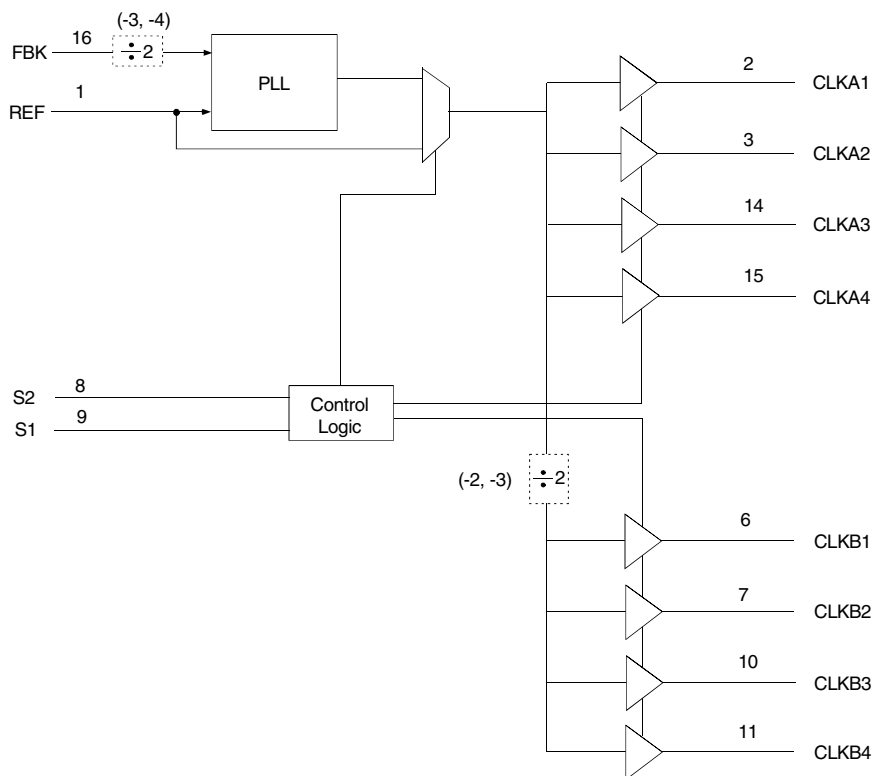 (-3, -4)
FBK 16 ÷2
PLL
REF 1
2 CLKA1
3 CLKA2
14 CLKA3
15 CLKA4
S2 8
S1 9
Control
Logic
(-2, -3) ÷2
6 CLKB1
7 CLKB2
10 CLKB3
11 CLKB4